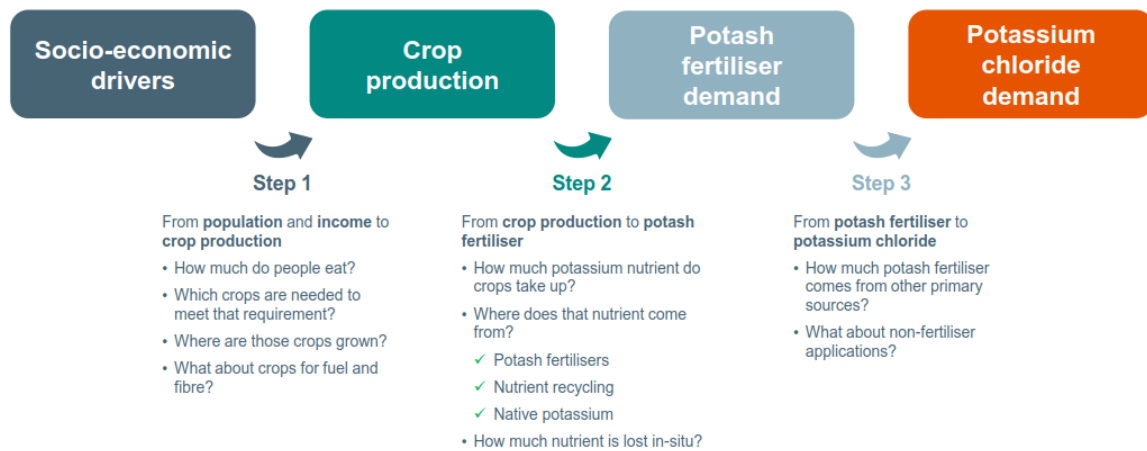 Socio-economic
drivers
Crop
production
Potash
fertiliser
demand
Potassium
chloride
demand
Step 1
Step 2
Step 3
From population and income to
crop production
• How much do people eat?
• Which crops are needed to
meet that requirement?
• Where are those crops grown?
• What about crops for fuel and
fibre?
From crop production to potash
fertiliser
• How much potassium nutrient do
crops take up?
• Where does that nutrient come
from?
✓ Potash fertilisers
✓ Nutrient recycling
✓ Native potassium
• How much nutrient is lost in-situ?
From potash fertiliser to
potassium chloride
• How much potash fertiliser
comes from other primary
sources?
• What about non-fertiliser
applications?